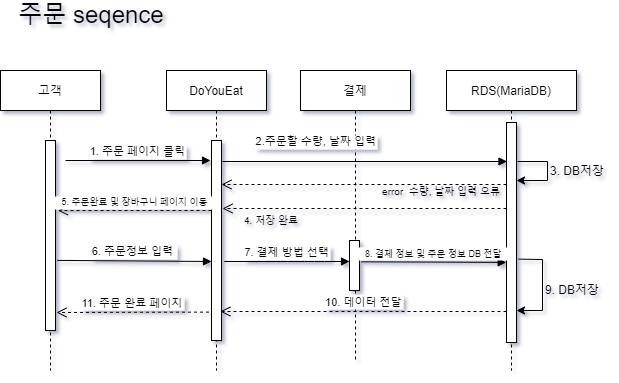 주문 seqence
고객
DoYouEat
결제
RDS(MariaDB)
1. 주문 페이지 클릭
2.주문할 수량, 날짜 입력
3. DB저장
error 수량, 날짜 입력 오류
5. 주문완료 및 장바구니 페이지 이동
4. 저장 완료
6. 주문정보 입력
7. 결제 방법 선택
8. 결제 정보 및 주문 정보 DB 전달
9. DB저장
10. 데이터 전달
11. 주문 완료 페이지